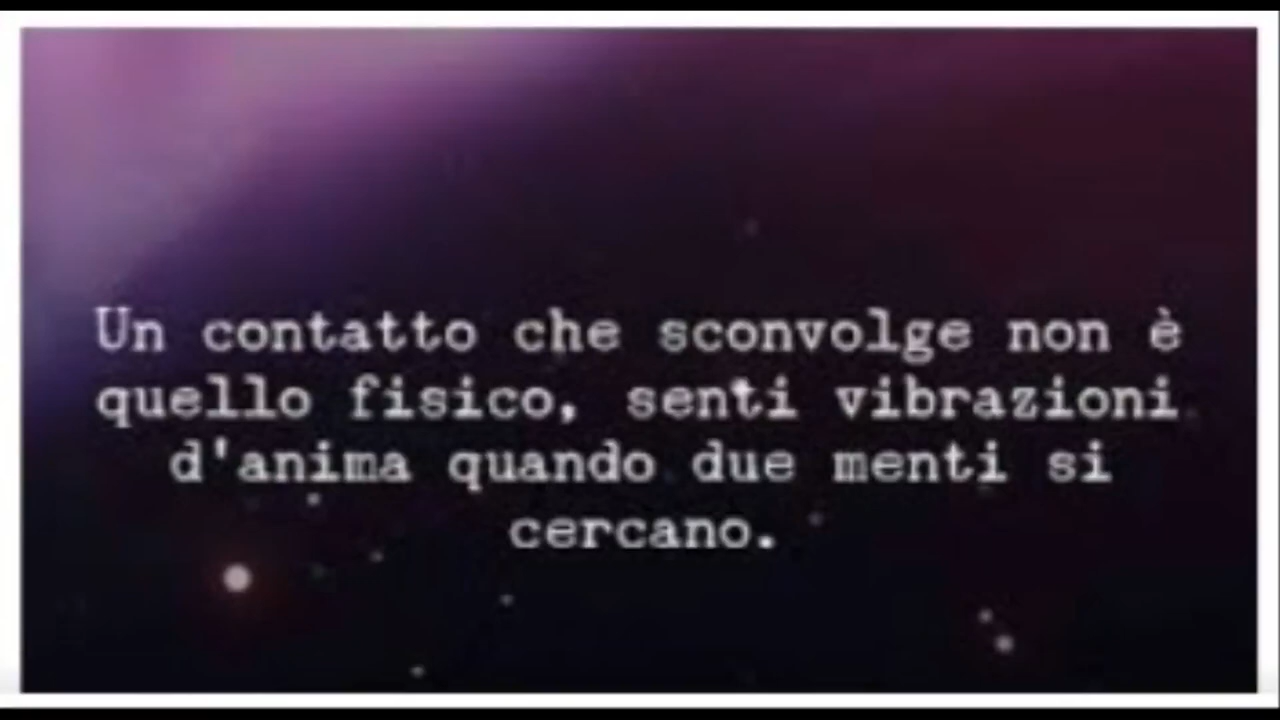 Un contatto che sconvolge non è
quello fisico, senti vibrazioni
d'anima quando due menti si
cercano.